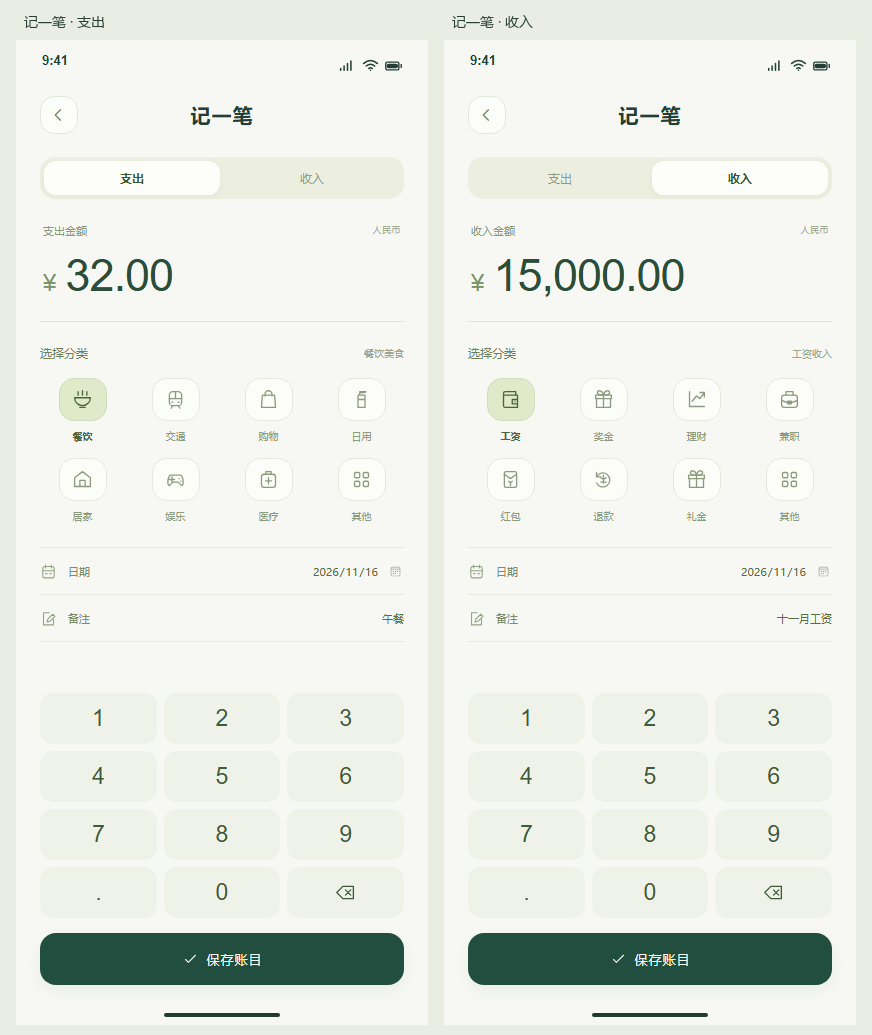 记一笔 · 支出
9:41
记一笔
支出 收入
支出金额 人民币
¥ 32.00
选择分类 餐饮美食
餐饮 交通 购物 日用
居家 娱乐 医疗 其他
日期 2026/11/16
备注 午餐
1 2 3
4 5 6
7 8 9
. 0
保存账目
记一笔 · 收入
9:41
记一笔
支出 收入
收入金额 人民币
¥ 15,000.00
选择分类 工资收入
工资 奖金 理财 兼职
红包 退款 礼金 其他
日期 2026/11/16
备注 十一月工资
1 2 3
4 5 6
7 8 9
. 0
保存账目